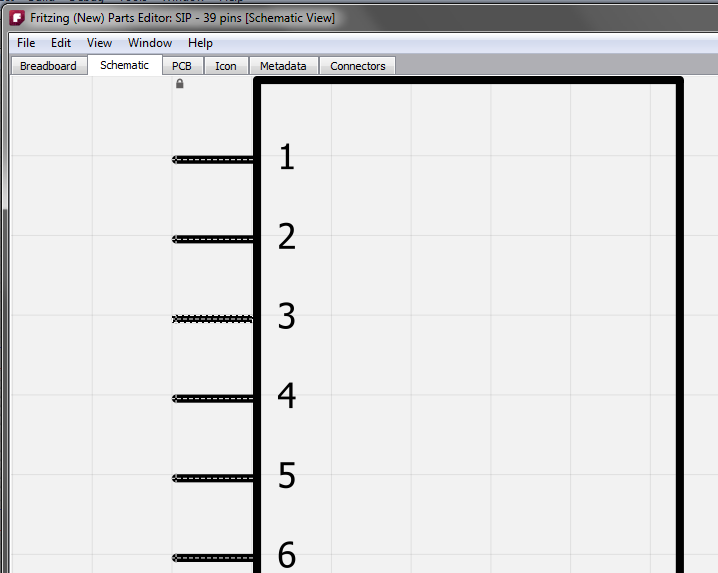 Fritzing (New) Parts Editor: SIP - 39 pins [Schematic View]
File Edit View Window Help
Breadboard Schematic PCB Icon Metadata Connectors
1
2
3
4
5
6